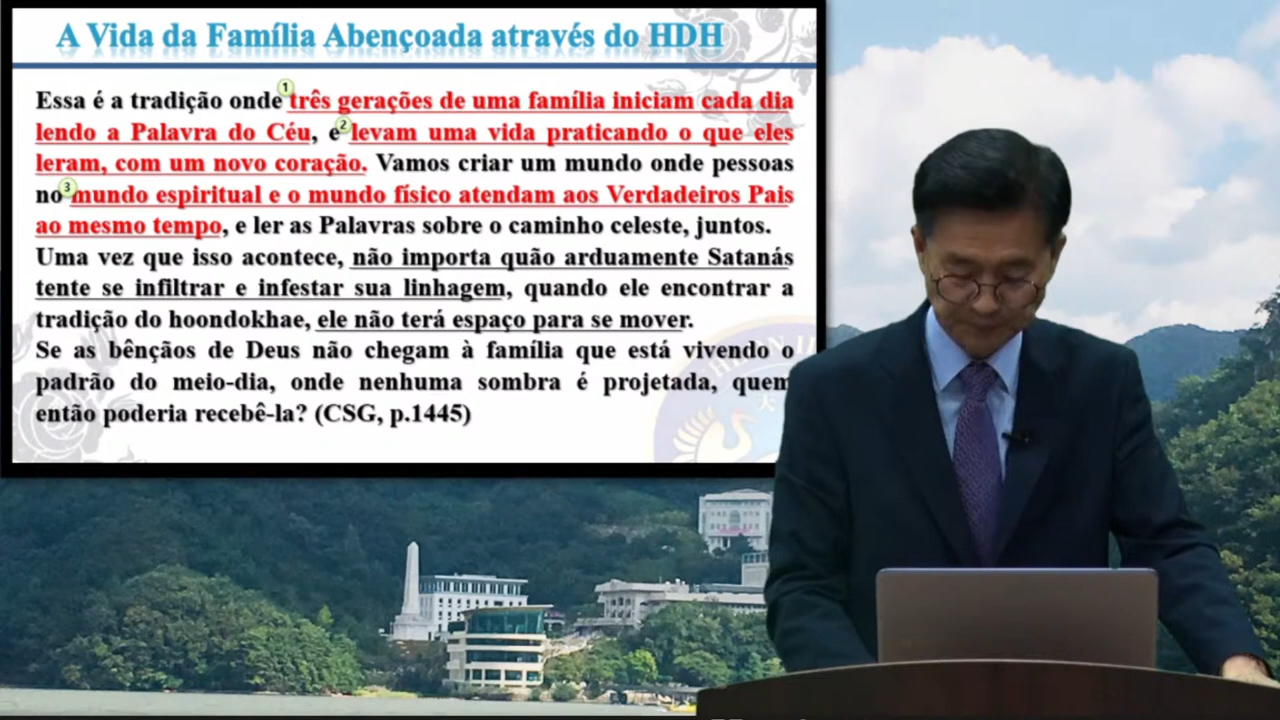 A Vida da Família Abençoada através do HDH
Essa é a tradição onde 1 três gerações de uma família iniciam cada dia
lendo a Palavra do Céu, e 2 levam uma vida praticando o que eles
leram, com um novo coração. Vamos criar um mundo onde pessoas
no 3 mundo espiritual e o mundo físico atendam aos Verdadeiros Pais
ao mesmo tempo, e ler as Palavras sobre o caminho celeste, juntos.
Uma vez que isso acontece, não importa quão arduamente Satanás
tente se infiltrar e infestar sua linhagem, quando ele encontrar a
tradição do hoondokhae, ele não terá espaço para se mover.
Se as bênçãos de Deus não chegam à família que está vivendo o
padrão do meio-dia, onde nenhuma sombra é projetada, quem
então poderia recebê-la? (CSG, p.1445)